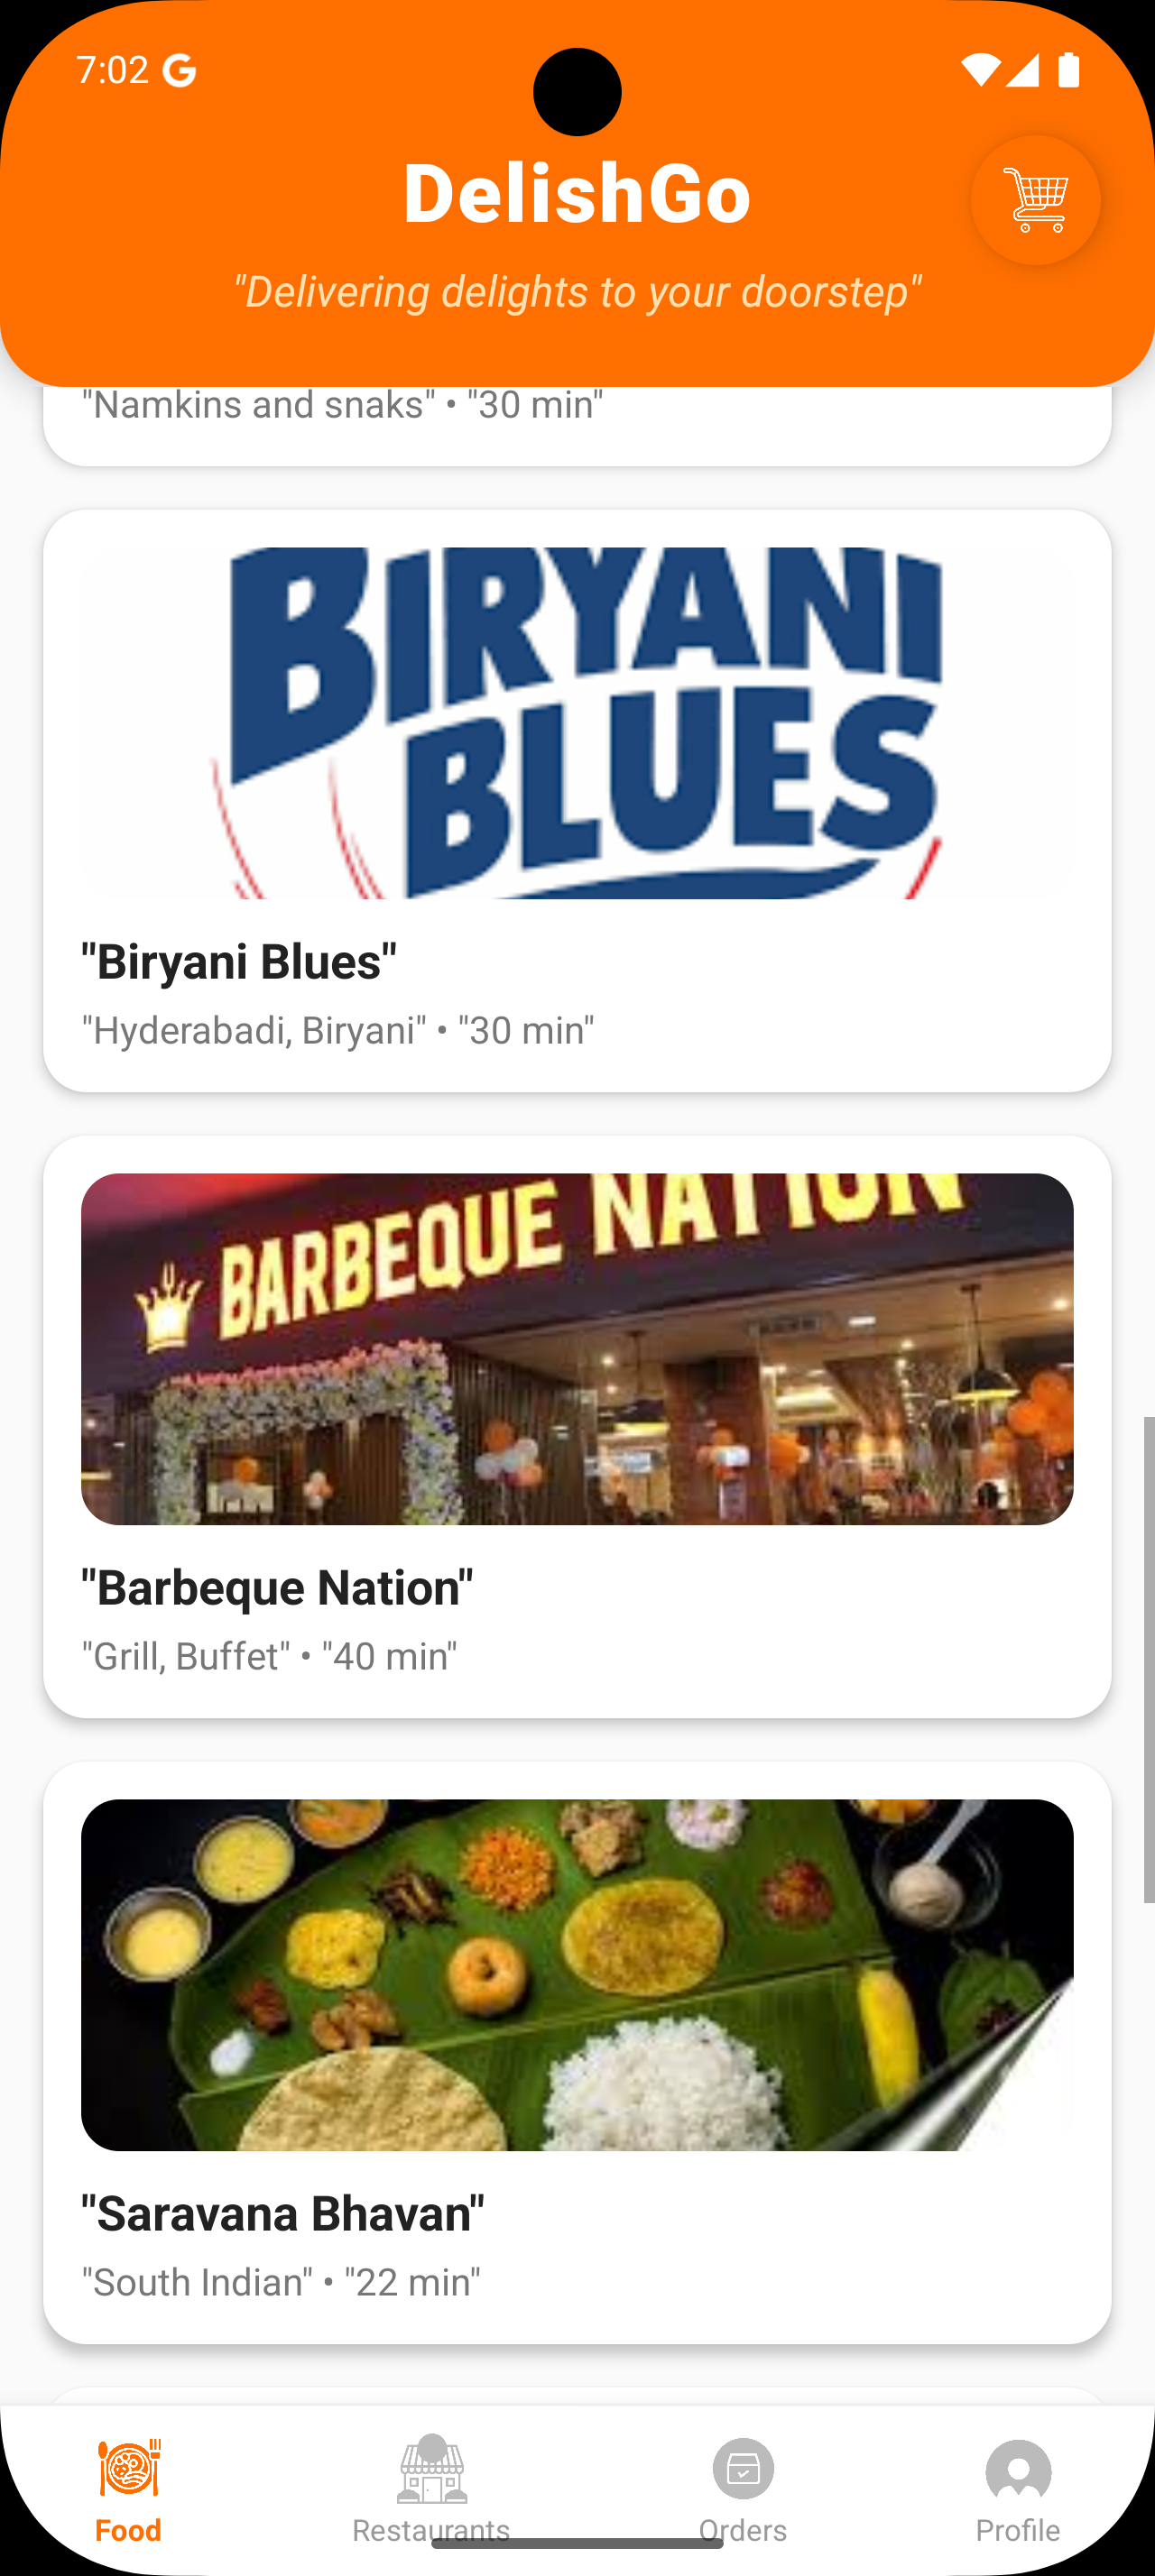 7:02
DelishGo
"Delivering delights to your doorstep"
"Namkins and snaks" • "30 min"
BIRYANI
BLUES
"Biryani Blues"
"Hyderabadi, Biryani" • "30 min"
BARBEQUE NATION
"Barbeque Nation"
"Grill, Buffet" • "40 min"
"Saravana Bhavan"
"South Indian" • "22 min"
Food
Restaurants
Orders
Profile